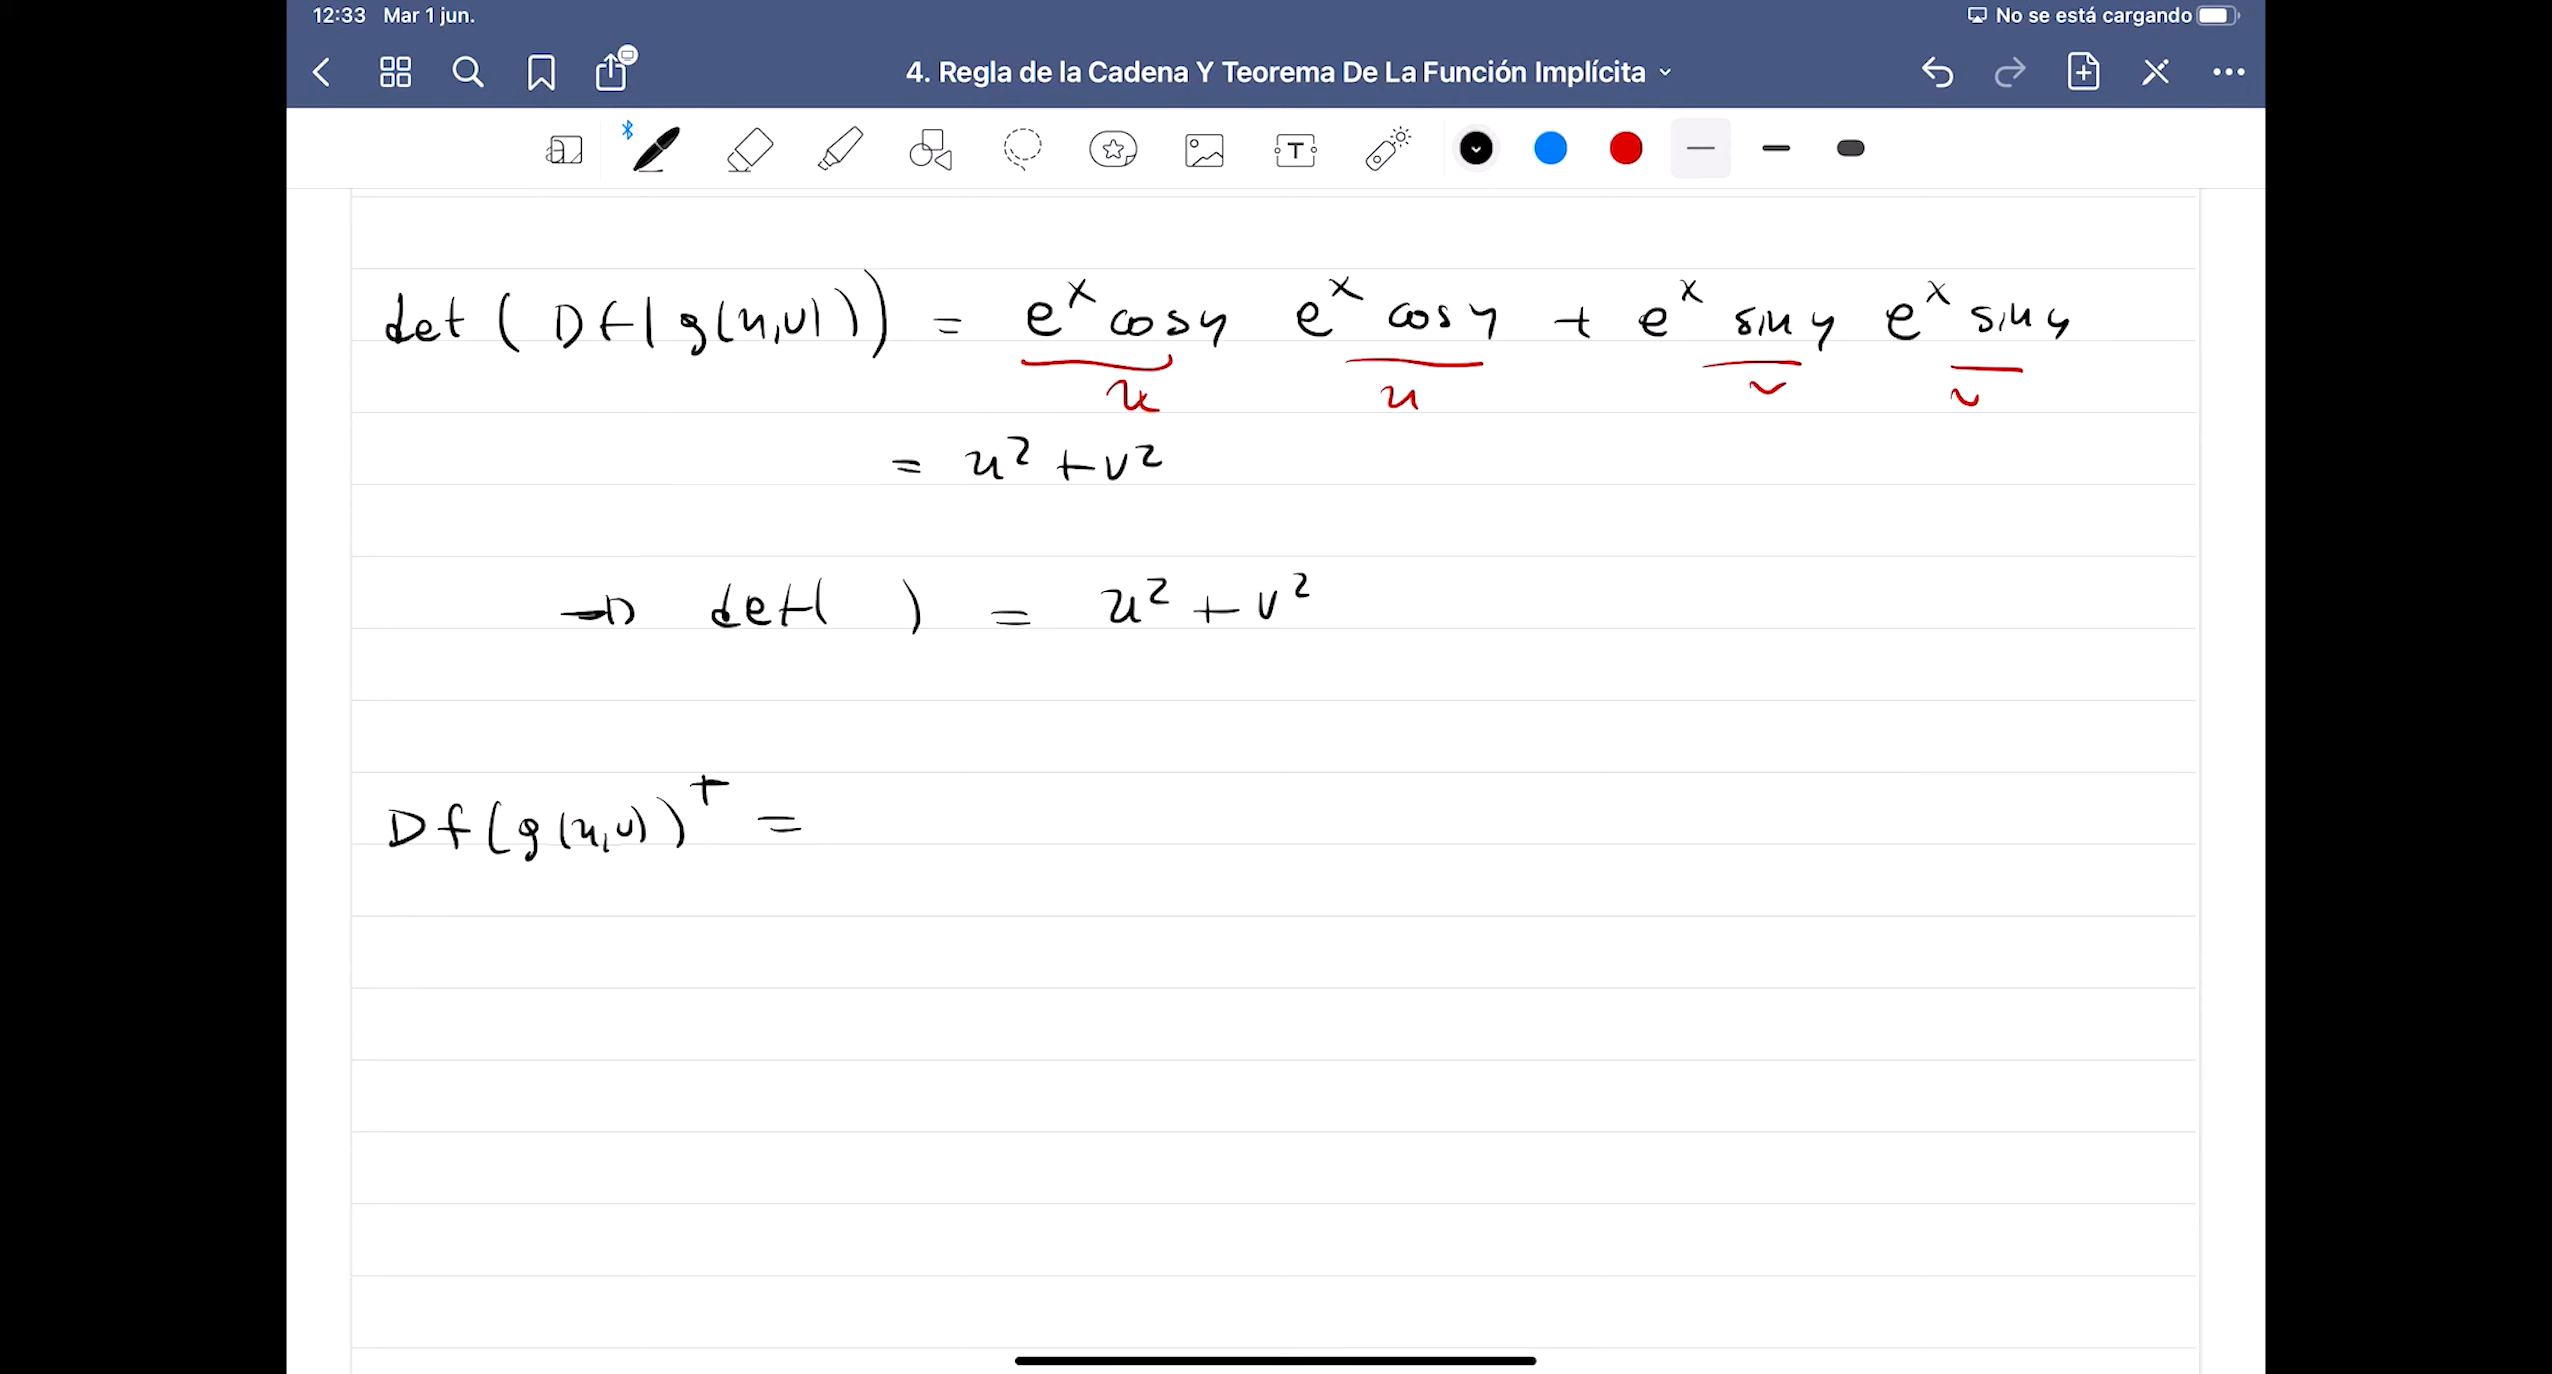 12:33 Mar 1 jun. No se está cargando
4. Regla de la Cadena Y Teorema De La Función Implícita
a T
det ( Df( g(u,v) ) ) = e^x cos y e^x cos y + e^x sin y e^x sin y
u u v v
= u² + v²
→ det( ) = u² + v²
Df(g(u,v))^T =